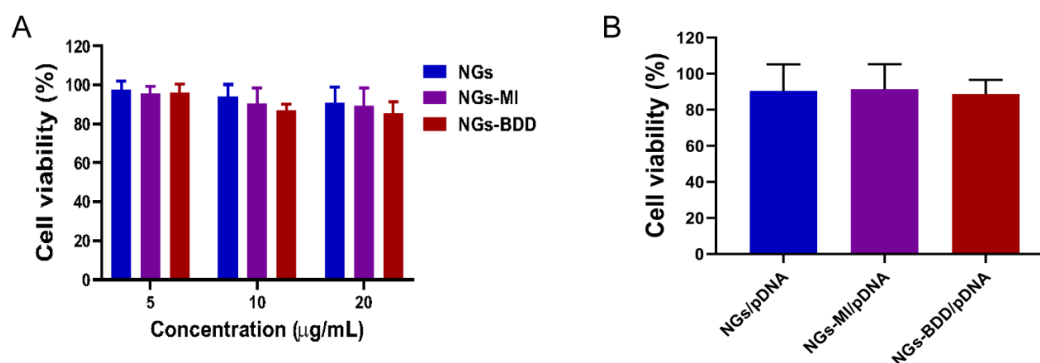 A
Cell viability (%)
120
100
80
60
40
20
0
5
10
20
Concentration (μg/mL)
NGs
NGs-MI
NGs-BDD
B
Cell viability (%)
120
100
80
60
40
20
0
NGs/pDNA
NGs-MI/pDNA
NGs-BDD/pDNA